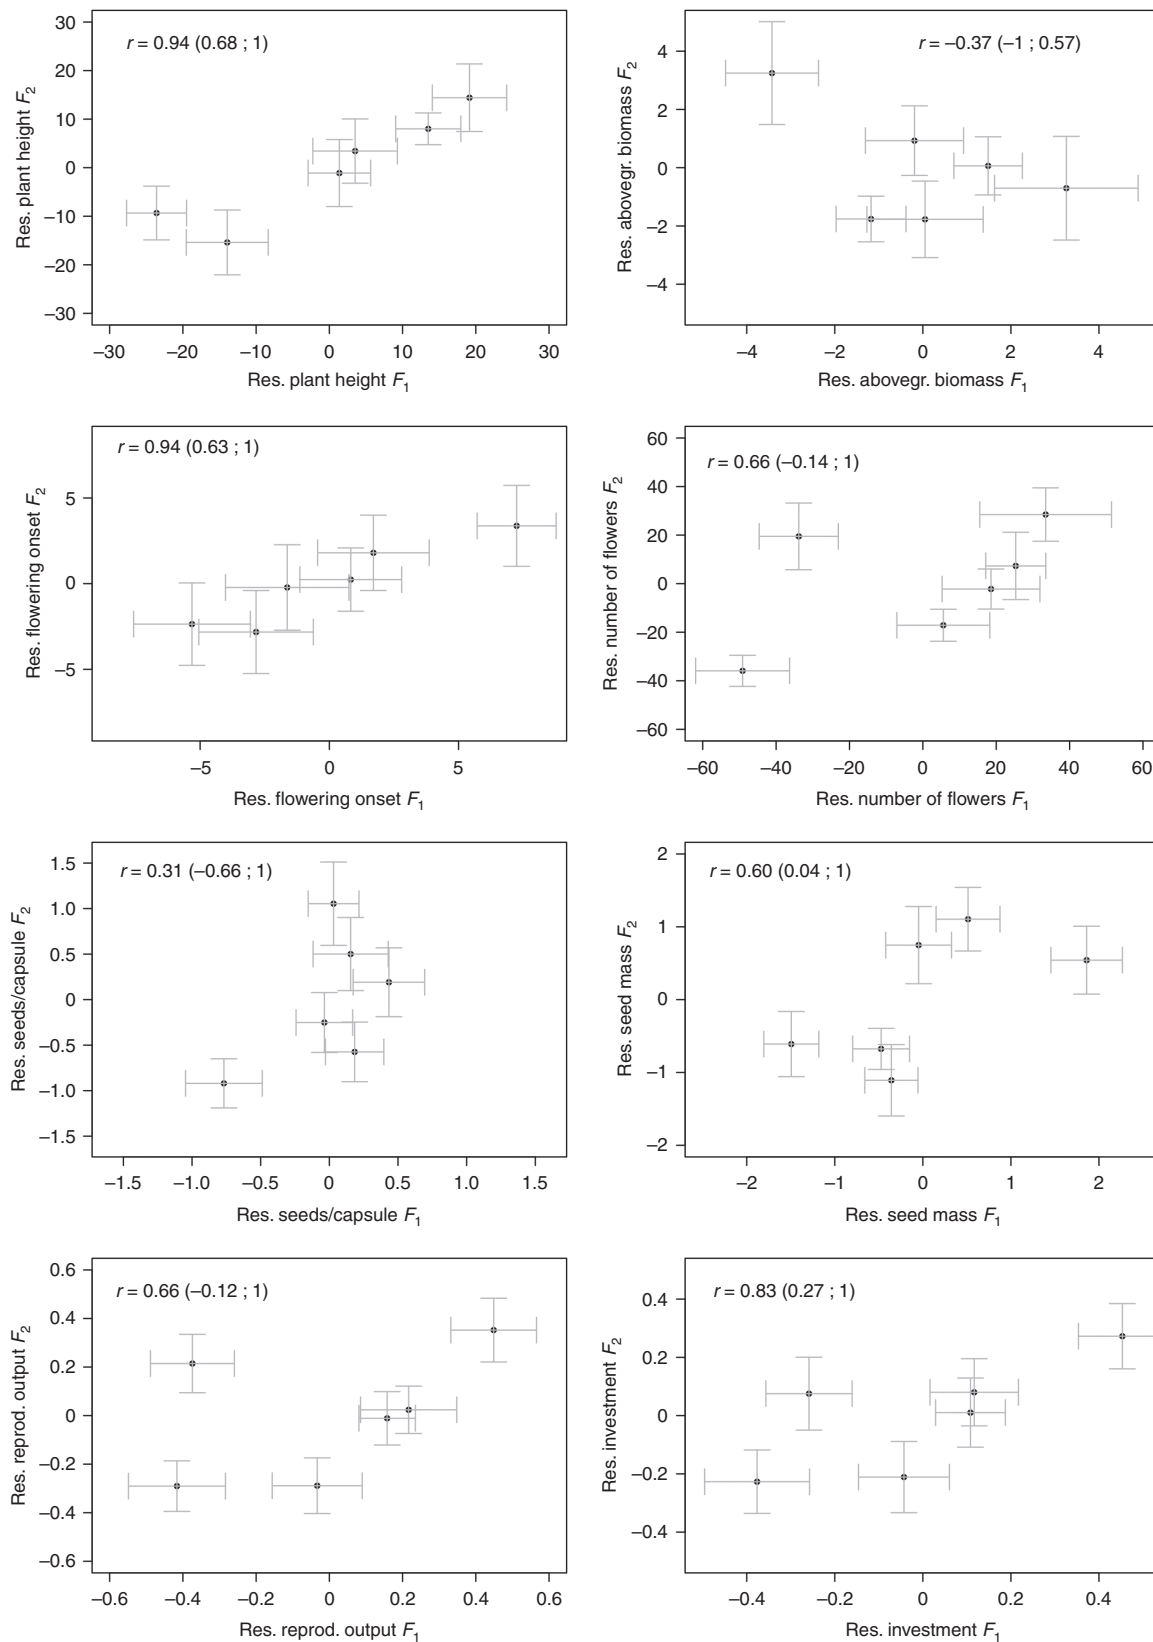 r = 0.94 (0.68 ; 1)
30
20
10
0
–10
–20
–30
Res. plant height F2
–30 –20 –10 0 10 20 30
Res. plant height F1
r = –0.37 (–1 ; 0.57)
4
2
0
–2
–4
Res. abovegr. biomass F2
–4 –2 0 2 4
Res. abovegr. biomass F1
r = 0.94 (0.63 ; 1)
5
0
–5
Res. flowering onset F2
–5 0 5
Res. flowering onset F1
r = 0.66 (–0.14 ; 1)
60
40
20
0
–20
–40
–60
Res. number of flowers F2
–60 –40 –20 0 20 40 60
Res. number of flowers F1
r = 0.31 (–0.66 ; 1)
1.5
1.0
0.5
0
–0.5
–1.0
–1.5
Res. seeds/capsule F2
–1.5 –1.0 –0.5 0 0.5 1.0 1.5
Res. seeds/capsule F1
r = 0.60 (0.04 ; 1)
2
1
0
–1
–2
Res. seed mass F2
–2 –1 0 1 2
Res. seed mass F1
r = 0.66 (–0.12 ; 1)
0.6
0.4
0.2
0
–0.2
–0.4
–0.6
Res. reprod. output F2
–0.6 –0.4 –0.2 0 0.2 0.4 0.6
Res. reprod. output F1
r = 0.83 (0.27 ; 1)
0.4
0.2
0
–0.2
–0.4
Res. investment F2
–0.4 –0.2 0 0.2 0.4
Res. investment F1